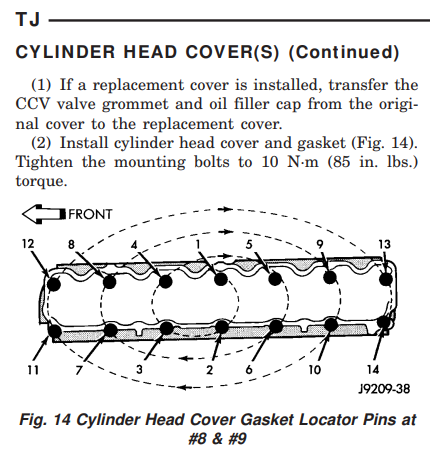 TJ
CYLINDER HEAD COVER(S) (Continued)
(1) If a replacement cover is installed, transfer the
CCV valve grommet and oil filler cap from the origi-
nal cover to the replacement cover.
(2) Install cylinder head cover and gasket (Fig. 14).
Tighten the mounting bolts to 10 N·m (85 in. lbs.)
torque.
FRONT
12 8 4 1 5 9 13
11 7 3 2 6 10 14
J9209-38
Fig. 14 Cylinder Head Cover Gasket Locator Pins at
#8 & #9